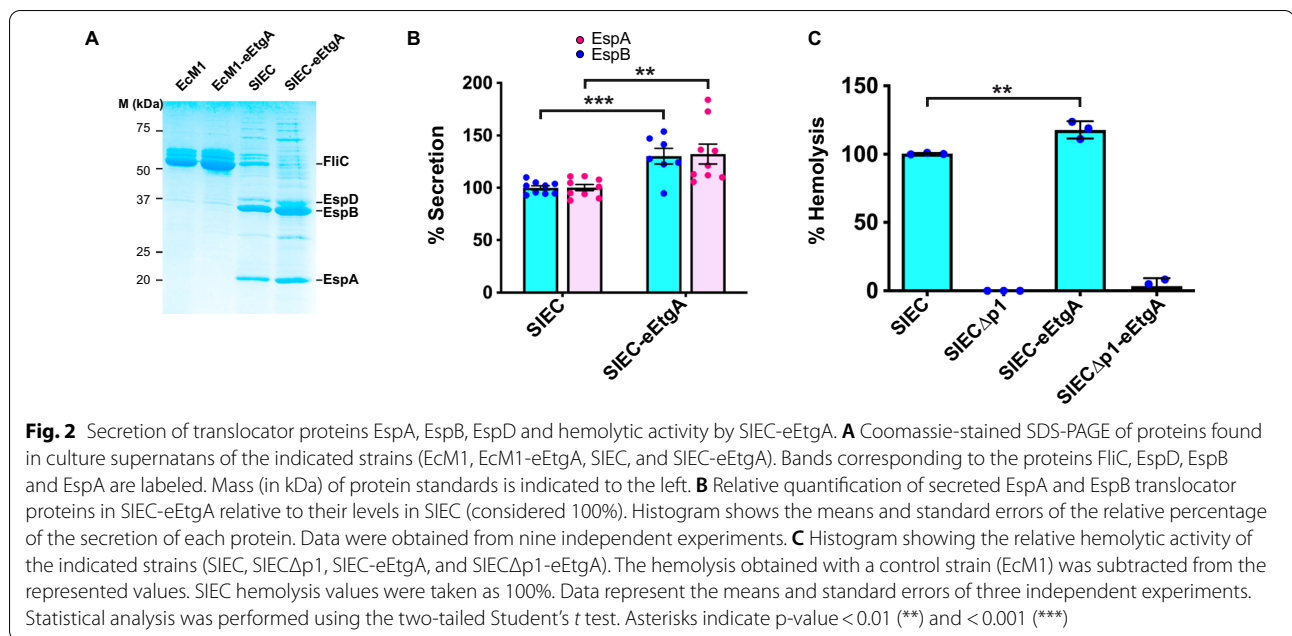 A
EcM1
EcM1-eEtgA
SIEC
SIEC-eEtgA
M (kDa)
75
50
37
25
20
FliC
EspD
EspB
EspA
B
EspA
EspB
**
***
% Secretion
200
150
100
50
0
SIEC
SIEC-eEtgA
C
**
% Hemolysis
150
100
50
0
SIEC
SIECΔp1
SIEC-eEtgA
SIECΔp1-eEtgA
Fig. 2 Secretion of translocator proteins EspA, EspB, EspD and hemolytic activity by SIEC-eEtgA. A Coomassie-stained SDS-PAGE of proteins found
in culture supernatans of the indicated strains (EcM1, EcM1-eEtgA, SIEC, and SIEC-eEtgA). Bands corresponding to the proteins FliC, EspD, EspB
and EspA are labeled. Mass (in kDa) of protein standards is indicated to the left. B Relative quantification of secreted EspA and EspB translocator
proteins in SIEC-eEtgA relative to their levels in SIEC (considered 100%). Histogram shows the means and standard errors of the relative percentage
of the secretion of each protein. Data were obtained from nine independent experiments. C Histogram showing the relative hemolytic activity of
the indicated strains (SIEC, SIECΔp1, SIEC-eEtgA, and SIECΔp1-eEtgA). The hemolysis obtained with a control strain (EcM1) was subtracted from the
represented values. SIEC hemolysis values were taken as 100%. Data represent the means and standard errors of three independent experiments.
Statistical analysis was performed using the two-tailed Student's t test. Asterisks indicate p-value < 0.01 (**) and < 0.001 (***)